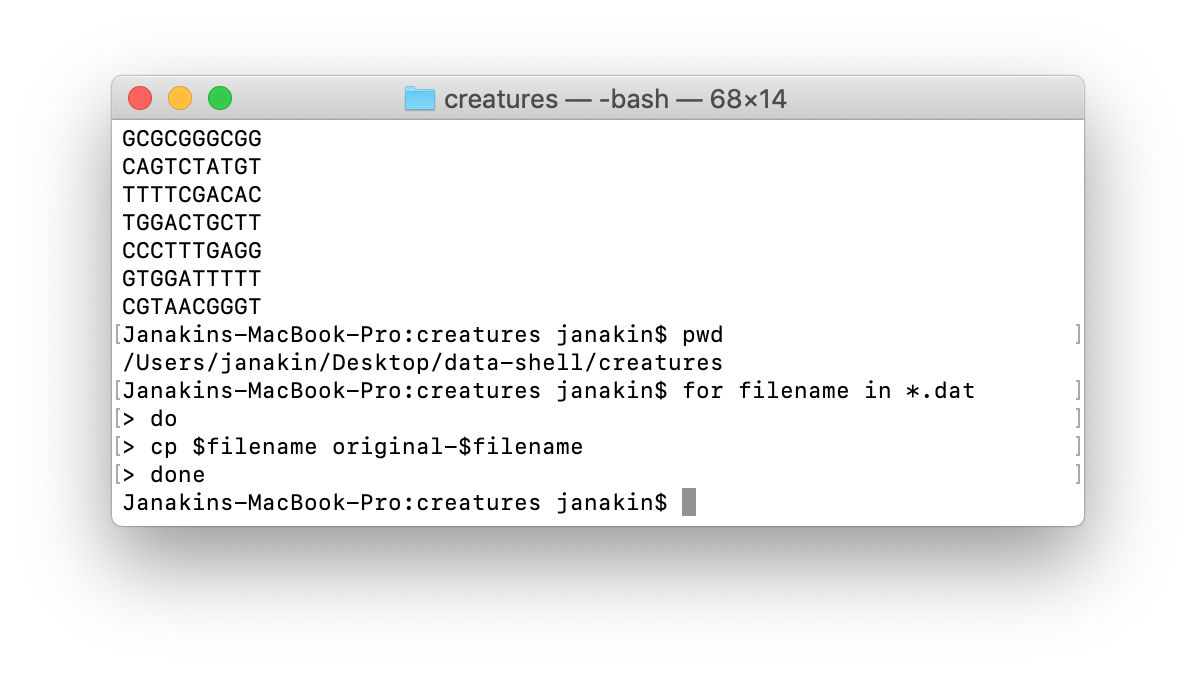 creatures — -bash — 68×14
GCGCGGGCGG
CAGTCTATGT
TTTTCGACAC
TGGACTGCTT
CCCTTTGAGG
GTGGATTTTT
CGTAACGGGT
[Janakins-MacBook-Pro:creatures janakin$ pwd ]
/Users/janakin/Desktop/data-shell/creatures
[Janakins-MacBook-Pro:creatures janakin$ for filename in *.dat ]
[> do ]
[> cp $filename original-$filename ]
[> done ]
Janakins-MacBook-Pro:creatures janakin$